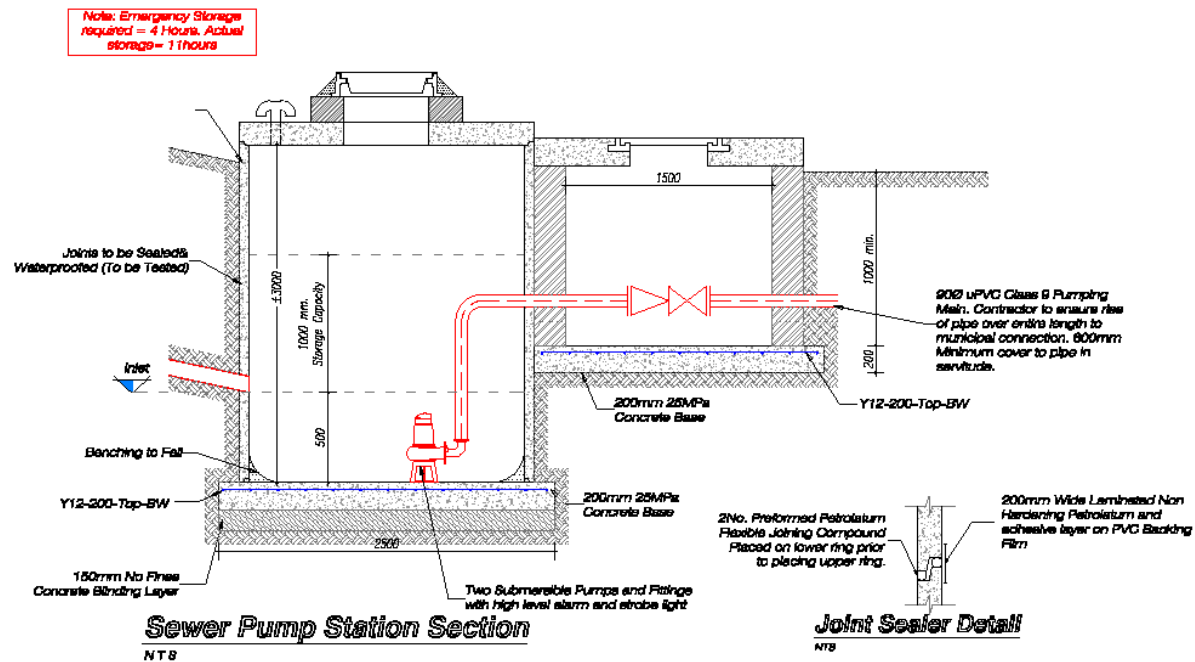 Note: Emergency Storage
required = 4 Hours. Actual
storage= 11hours
1500
Joints to be Sealed&
Waterproofed (To be Tested)
±3000
1000 mm.
Storage Capacity
1000 min.
90Ø uPVC Class 9 Pumping
Main. Contractor to ensure rise
of pipe over entire length to
municipal connection. 600mm
Minimum cover to pipe in
servitude.
Inlet
200
200mm 25MPa
Concrete Base
Y12-200-Top-BW
500
Benching to Fall
Y12-200-Top-BW
200mm 25MPa
Concrete Base
2500
150mm No Fines
Concrete Blinding Layer
Two Submersible Pumps and Fittings
with high level alarm and strobe light
2No. Preformed Petrolatum
Flexible Joining Compound
Placed on lower ring prior
to placing upper ring.
200mm Wide Laminated Non
Hardening Petrolatum and
adhesive layer on PVC Backing
Film
Sewer Pump Station Section
NTS
Joint Sealer Detail
NTS